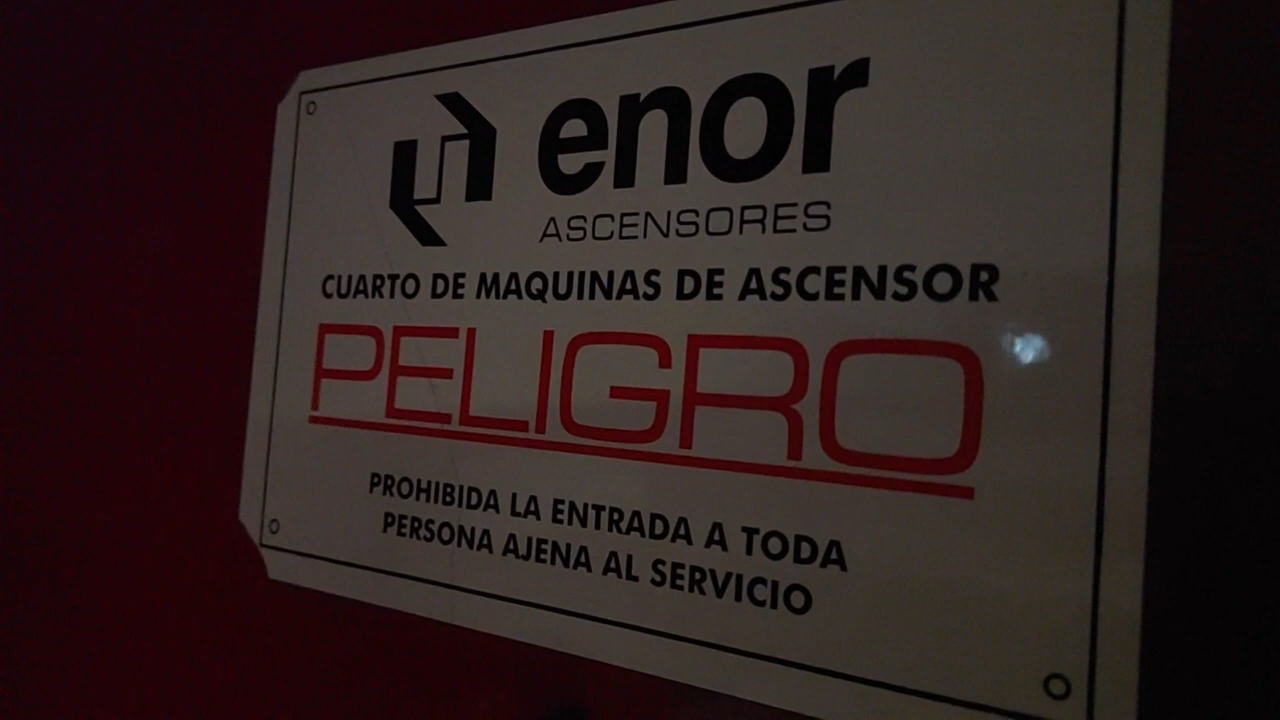 enor
ASCENSORES
CUARTO DE MAQUINAS DE ASCENSOR
PELIGRO
PROHIBIDA LA ENTRADA A TODA
PERSONA AJENA AL SERVICIO